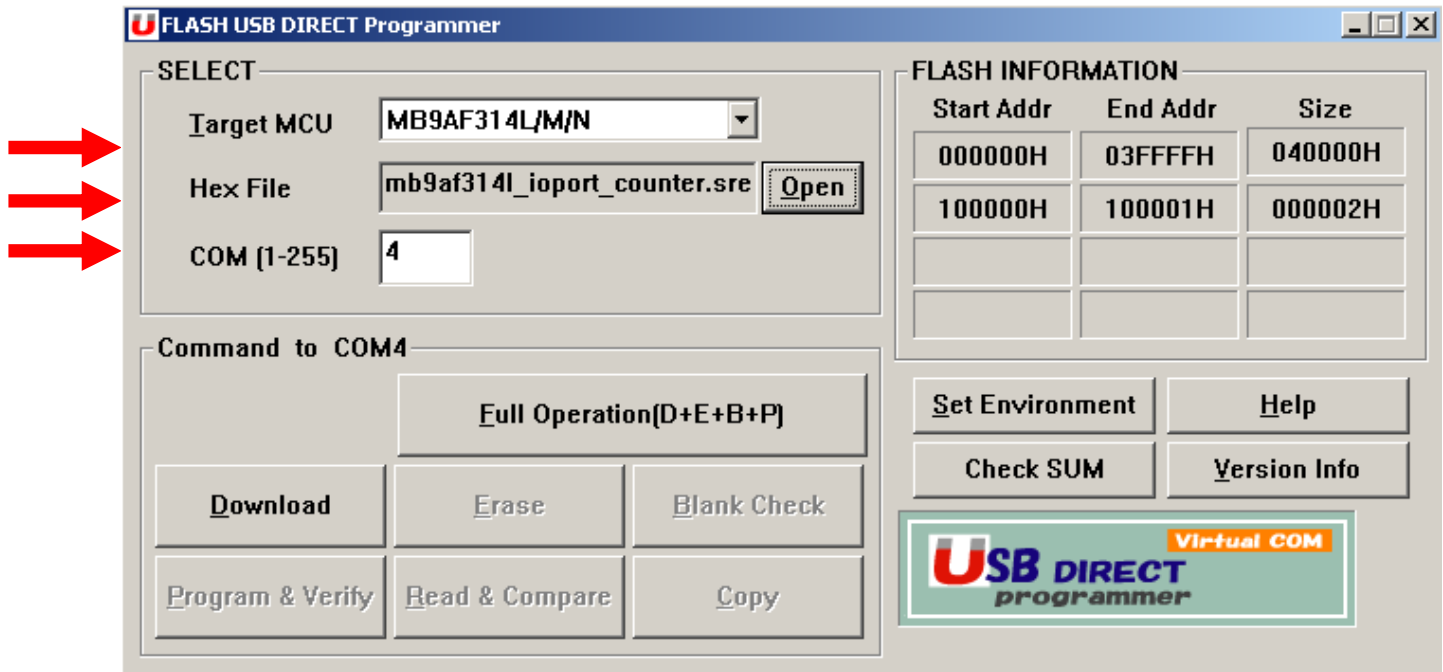 FLASH USB DIRECT Programmer
SELECT
Target MCU MB9AF314L/M/N
Hex File mb9af314l_ioport_counter.sre Open
COM (1-255) 4
FLASH INFORMATION
Start Addr End Addr Size
000000H 03FFFFH 040000H
100000H 100001H 000002H
Command to COM4
Full Operation(D+E+B+P)
Download Erase Blank Check
Program & Verify Read & Compare Copy
Set Environment Help
Check SUM Version Info
Virtual COM
USB DIRECT
programmer